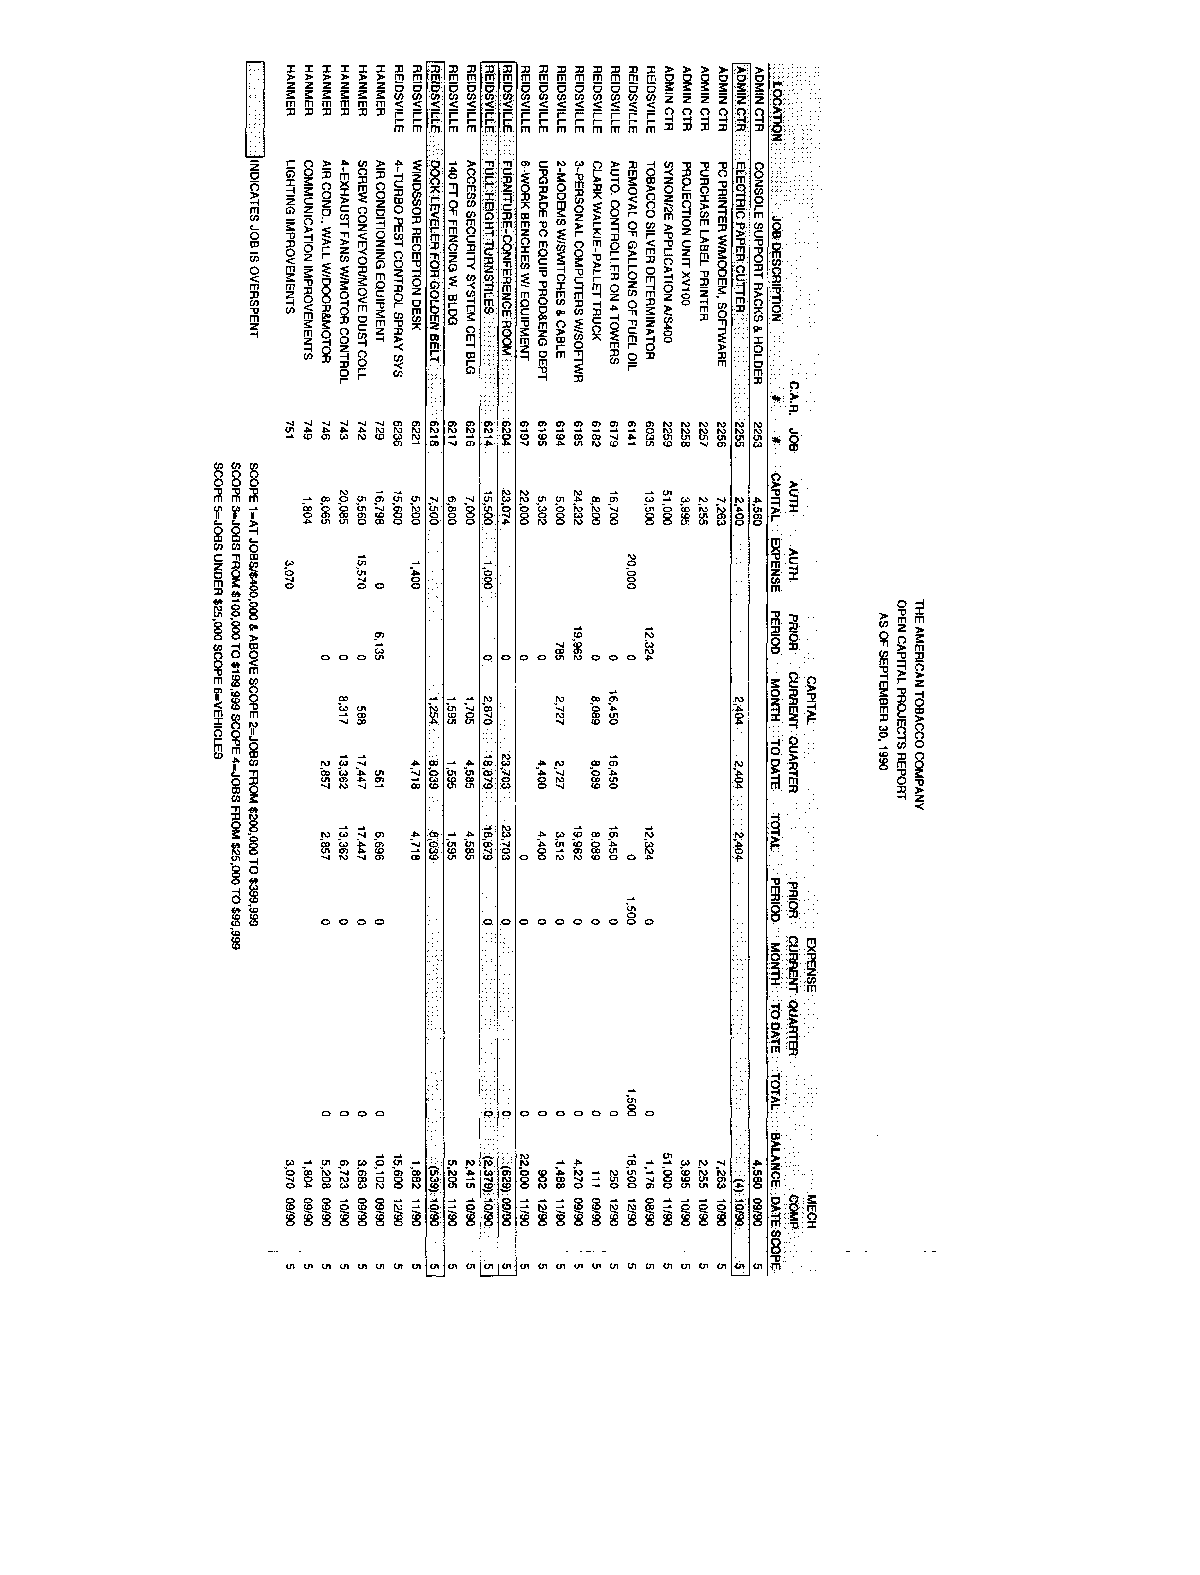 THE AMERICAN TOBACCO COMPANY
OPEN CAPITAL PROJECTS REPORT
AS OF SEPTEMBER 30, 1990
CAPITAL EXPENSE MECH
C.A.R. JOB AUTH AUTH. PRIOR CURRENT QUARTER PRIOR CURRENT QUARTER COMP.
LOCATION JOB DESCRIPTION # # CAPITAL EXPENSE PERIOD MONTH TO DATE TOTAL PERIOD MONTH TO DATE TOTAL BALANCE DATE SCOPE
ADMIN CTR CONSOLE SUPPORT RACKS & HOLDER 2253 4,560 4,560 09/90 5
ADMIN CTR ELECTRIC PAPER CUTTER 2255 2,400 2,404 2,404 2,404 (4) 10/90 5
ADMIN CTR PC PRINTER W/MODEM, SOFTWARE 2256 7,263 7,263 10/90 5
ADMIN CTR PURCHASE LABEL PRINTER 2257 2,255 2,255 10/90 5
ADMIN CTR PROJECTION UNIT XV100 2258 3,995 3,995 10/90 5
ADMIN CTR SYNON/2E APPLICATION A/S400 2259 51,000 51,000 11/90 5
REIDSVILLE TOBACCO SILVER DETERMINATOR 6035 13,500 12,324 12,324 0 0 1,176 08/90 5
REIDSVILLE REMOVAL OF GALLONS OF FUEL OIL 6141 20,000 0 0 1,500 1,500 18,500 12/90 5
REIDSVILLE AUTO. CONTROLLER ON 4 TOWERS 6179 16,700 0 16,450 16,450 16,450 0 0 250 12/90 5
REIDSVILLE CLARK WALKIE-PALLET TRUCK 6182 8,200 0 8,089 8,089 8,089 0 0 111 09/90 5
REIDSVILLE 3-PERSONAL COMPUTERS W/SOFTWR 6185 24,232 19,962 19,962 0 0 4,270 09/90 5
REIDSVILLE 2-MODEMS W/SWITCHES & CABLE 6194 5,000 785 2,727 2,727 3,512 0 0 1,488 11/90 5
REIDSVILLE UPGRADE PC EQUIP PROD&ENG DEPT 6195 5,302 0 4,400 4,400 0 0 902 12/90 5
REIDSVILLE 6-WORK BENCHES W/ EQUIPMENT 6197 22,000 0 0 0 0 22,000 11/90 5
REIDSVILLE FURNITURE-CONFERENCE ROOM 6204 23,074 0 23,703 23,703 0 0 (629) 09/90 5
REIDSVILLE FULL HEIGHT TURNSTILES 6214 15,500 1,000 0 2,870 18,879 18,879 0 0 (2,379) 10/90 5
REIDSVILLE ACCESS SECURITY SYSTEM CET BLG 6216 7,000 1,705 4,585 4,585 2,415 10/90 5
REIDSVILLE 140 FT OF FENCING W. BLDG 6217 6,800 1,595 1,595 1,595 5,205 11/90 5
REIDSVILLE DOCK LEVELER FOR GOLDEN BELT 6218 7,500 1,254 8,039 8,039 (539) 10/90 5
REIDSVILLE WINDSSOR RECEPTION DESK 6221 5,200 1,400 4,718 4,718 1,882 11/90 5
REIDSVILLE 4-TURBO PEST CONTROL SPRAY SYS 6236 15,600 15,600 12/90 5
HANMER AIR CONDITIONING EQUIPMENT 729 16,798 0 6,135 561 6,696 0 0 10,102 09/90 5
HANMER SCREW CONVEYOR/MOVE DUST COLL 742 5,560 15,570 0 588 17,447 17,447 0 0 3,683 09/90 5
HANMER 4-EXHAUST FANS W/MOTOR CONTROL 743 20,085 0 8,317 13,362 13,362 0 0 6,723 10/90 5
HANMER AIR COND., WALL W/DOOR&MOTOR 746 8,065 0 2,857 2,857 0 0 5,208 09/90 5
HANMER COMMUNICATION IMPROVEMENTS 749 1,804 1,804 09/90 5
HANMER LIGHTING IMPROVEMENTS 751 3,070 3,070 09/90 5
INDICATES JOB IS OVERSPENT
SCOPE 1=AT JOBS/$400,000 & ABOVE SCOPE 2=JOBS FROM $200,000 TO $399,999
SCOPE 3=JOBS FROM $100,000 TO $199,999 SCOPE 4=JOBS FROM $25,000 TO $99,999
SCOPE 5=JOBS UNDER $25,000 SCOPE 6=VEHICLES